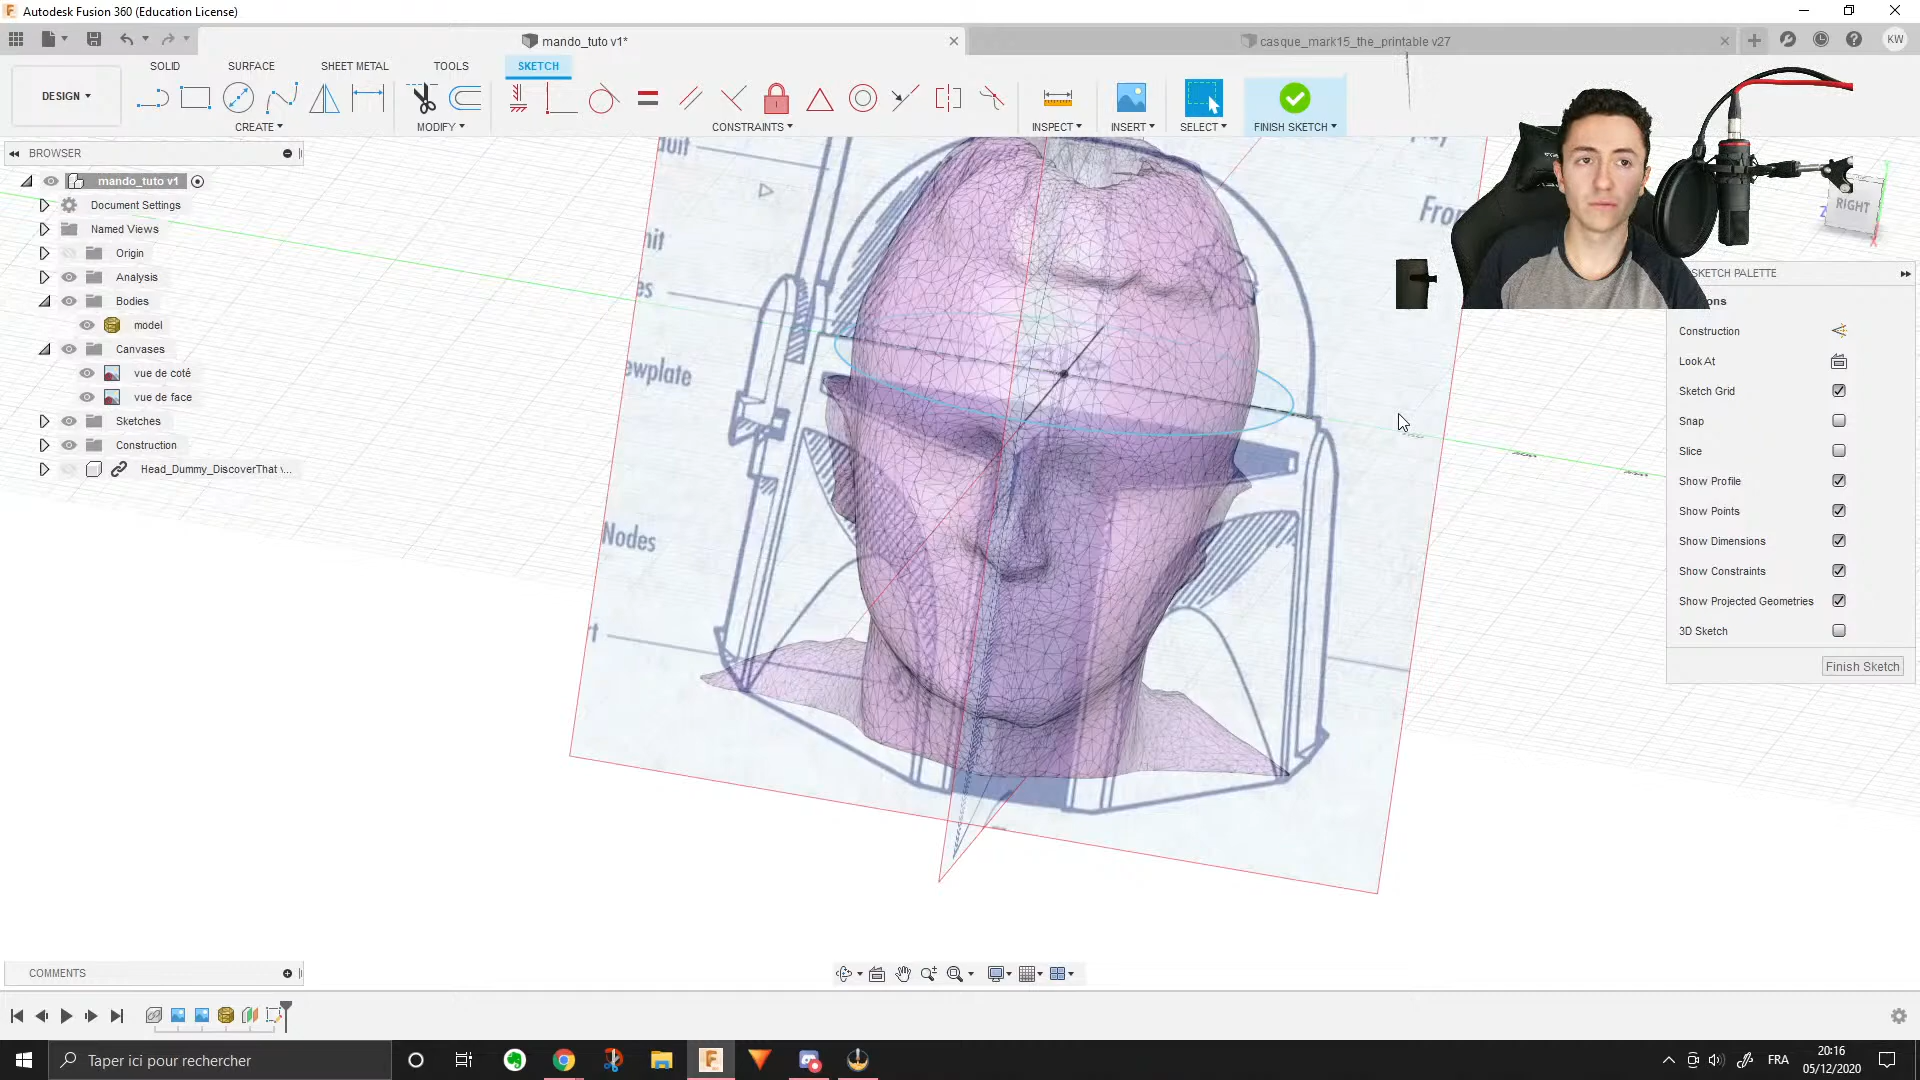 Autodesk Fusion 360 (Education License)
mando_tuto v1*
casque_mark15_the_printable v27
KW
SOLID
SURFACE
SHEET METAL
TOOLS
SKETCH
DESIGN
CREATE
MODIFY
CONSTRAINTS
INSPECT
INSERT
SELECT
FINISH SKETCH
BROWSER
mando_tuto v1
Document Settings
Named Views
Origin
Analysis
Bodies
model
Canvases
vue de coté
vue de face
Sketches
Construction
Head_Dummy_DiscoverThat v...
Nodes
ewplate
RIGHT
SKETCH PALETTE
Construction
Look At
Sketch Grid
Snap
Slice
Show Profile
Show Points
Show Dimensions
Show Constraints
Show Projected Geometries
3D Sketch
Finish Sketch
COMMENTS
Taper ici pour rechercher
FRA
20:16
05/12/2020